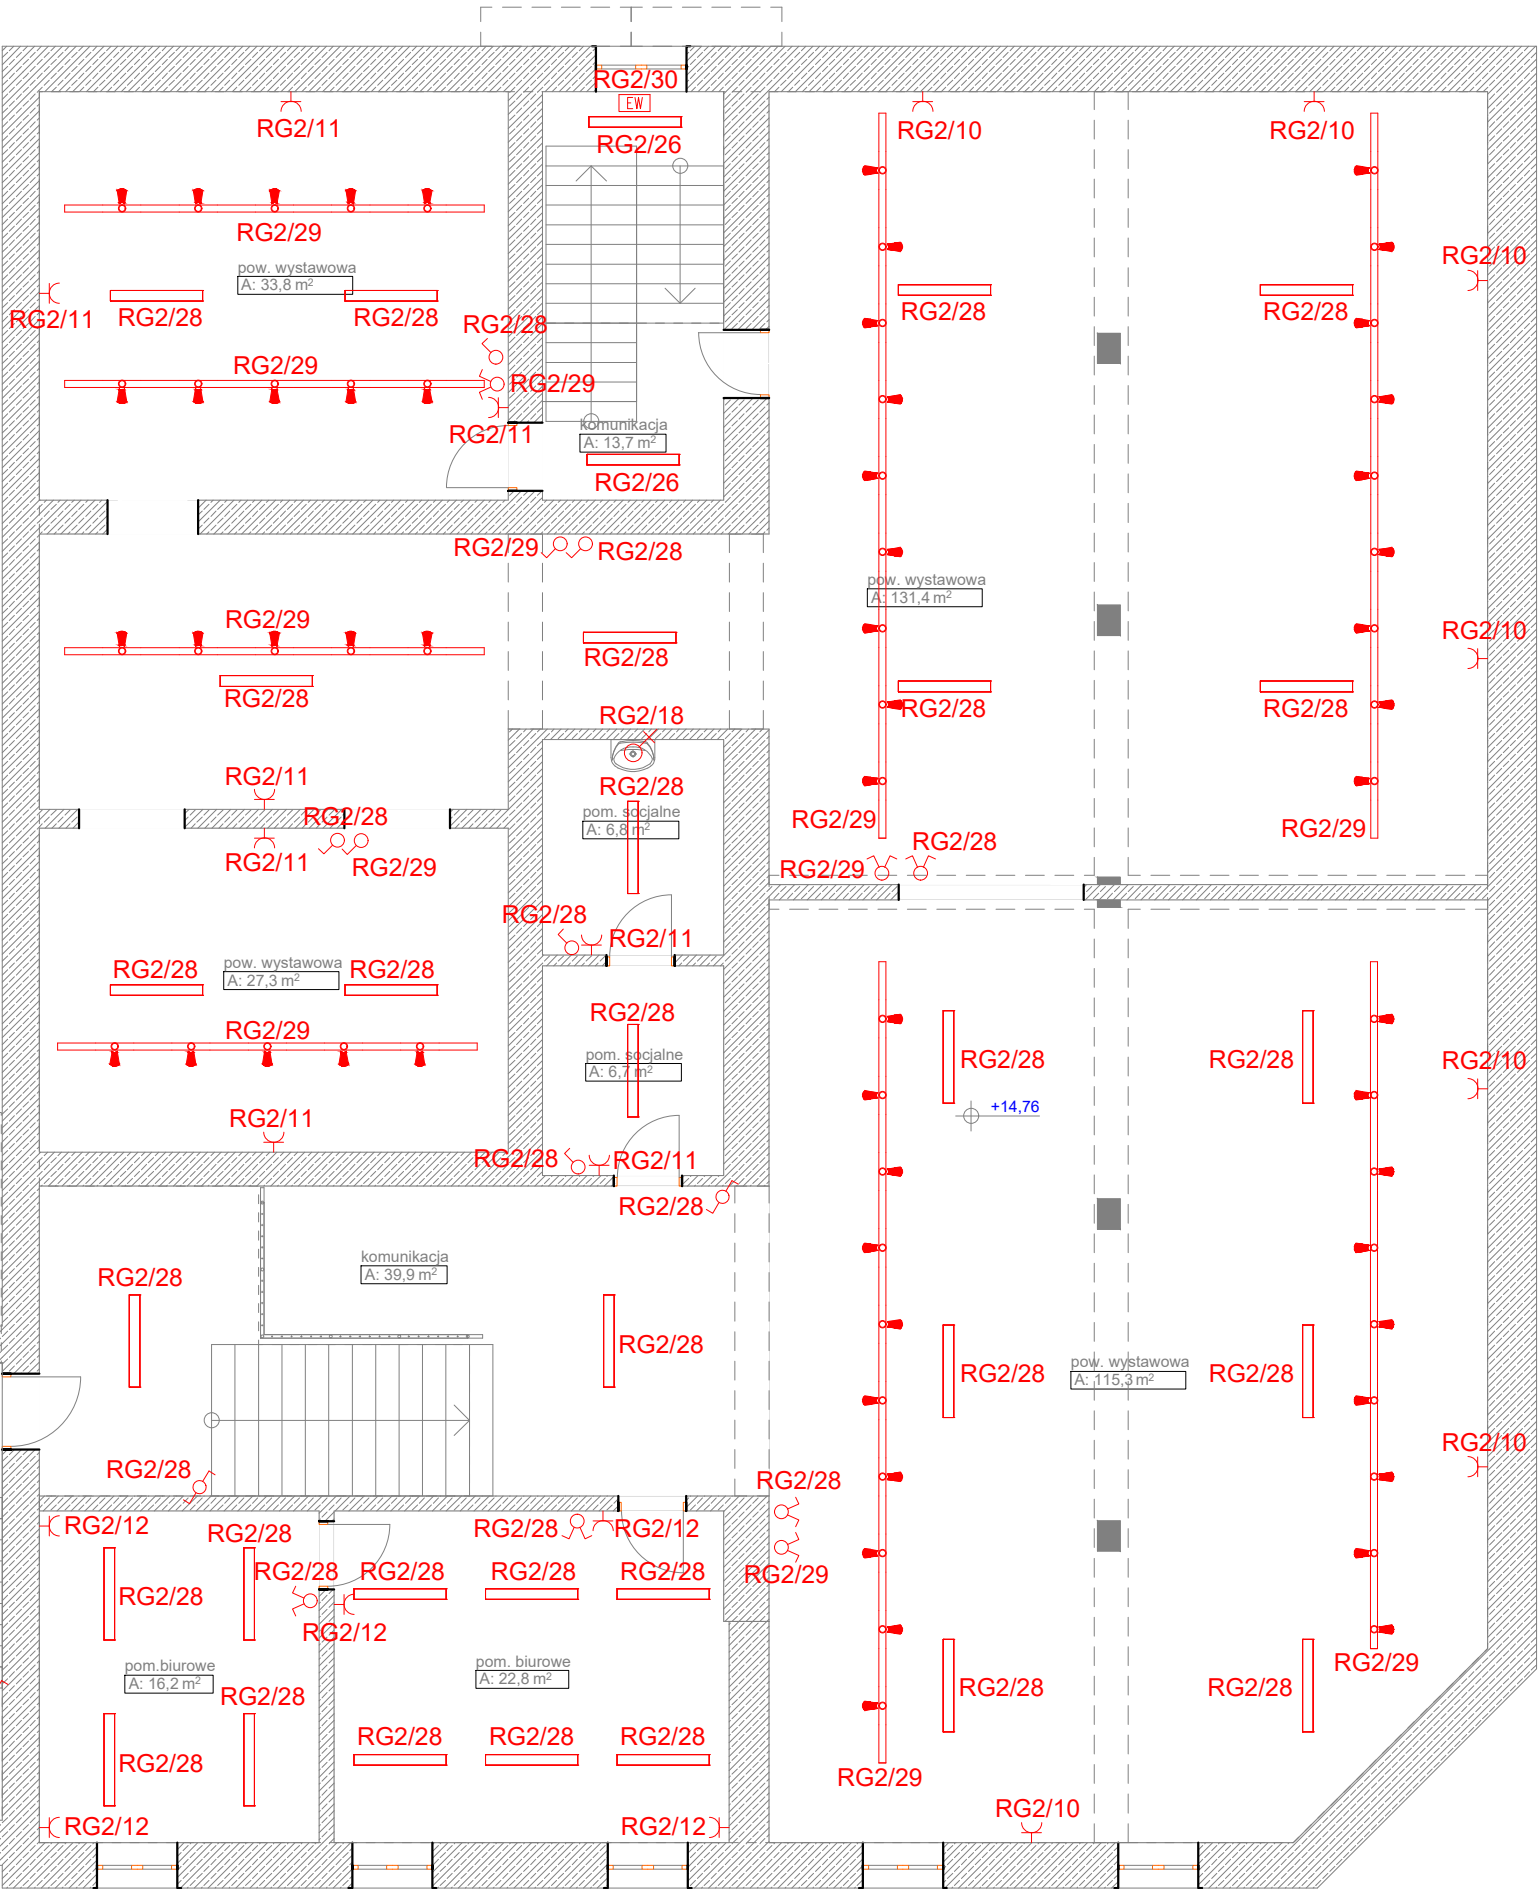 RG2/30
EW
RG2/11
RG2/26
RG2/10
RG2/10
RG2/29
pow. wystawowa
A: 33,8 m²
RG2/10
RG2/11
RG2/28
RG2/28
RG2/28
RG2/28
RG2/28
RG2/29
RG2/29
RG2/11
komunikacja
A: 13,7 m²
RG2/26
RG2/29
RG2/28
pow. wystawowa
A: 131,4 m²
RG2/29
RG2/28
RG2/10
RG2/28
RG2/28
RG2/28
RG2/18
RG2/11
RG2/28
RG2/28
pom. socjalne
A: 6,8 m²
RG2/29
RG2/29
RG2/11
RG2/29
RG2/29
RG2/28
RG2/28
RG2/11
RG2/28
pow. wystawowa
A: 27,3 m²
RG2/28
RG2/29
RG2/28
pom. socjalne
A: 6,7 m²
RG2/28
RG2/28
RG2/10
+14,76
RG2/11
RG2/28
RG2/11
RG2/28
komunikacja
A: 39,9 m²
RG2/28
RG2/28
pow. wystawowa
A: 115,3 m²
RG2/28
RG2/28
RG2/10
RG2/28
RG2/28
RG2/12
RG2/28
RG2/28
RG2/12
RG2/28
RG2/28
RG2/28
RG2/28
RG2/29
RG2/28
RG2/12
pom.biurowe
A: 16,2 m²
pom. biurowe
A: 22,8 m²
RG2/29
RG2/28
RG2/28
RG2/28
RG2/28
RG2/28
RG2/28
RG2/28
RG2/29
RG2/12
RG2/12
RG2/10